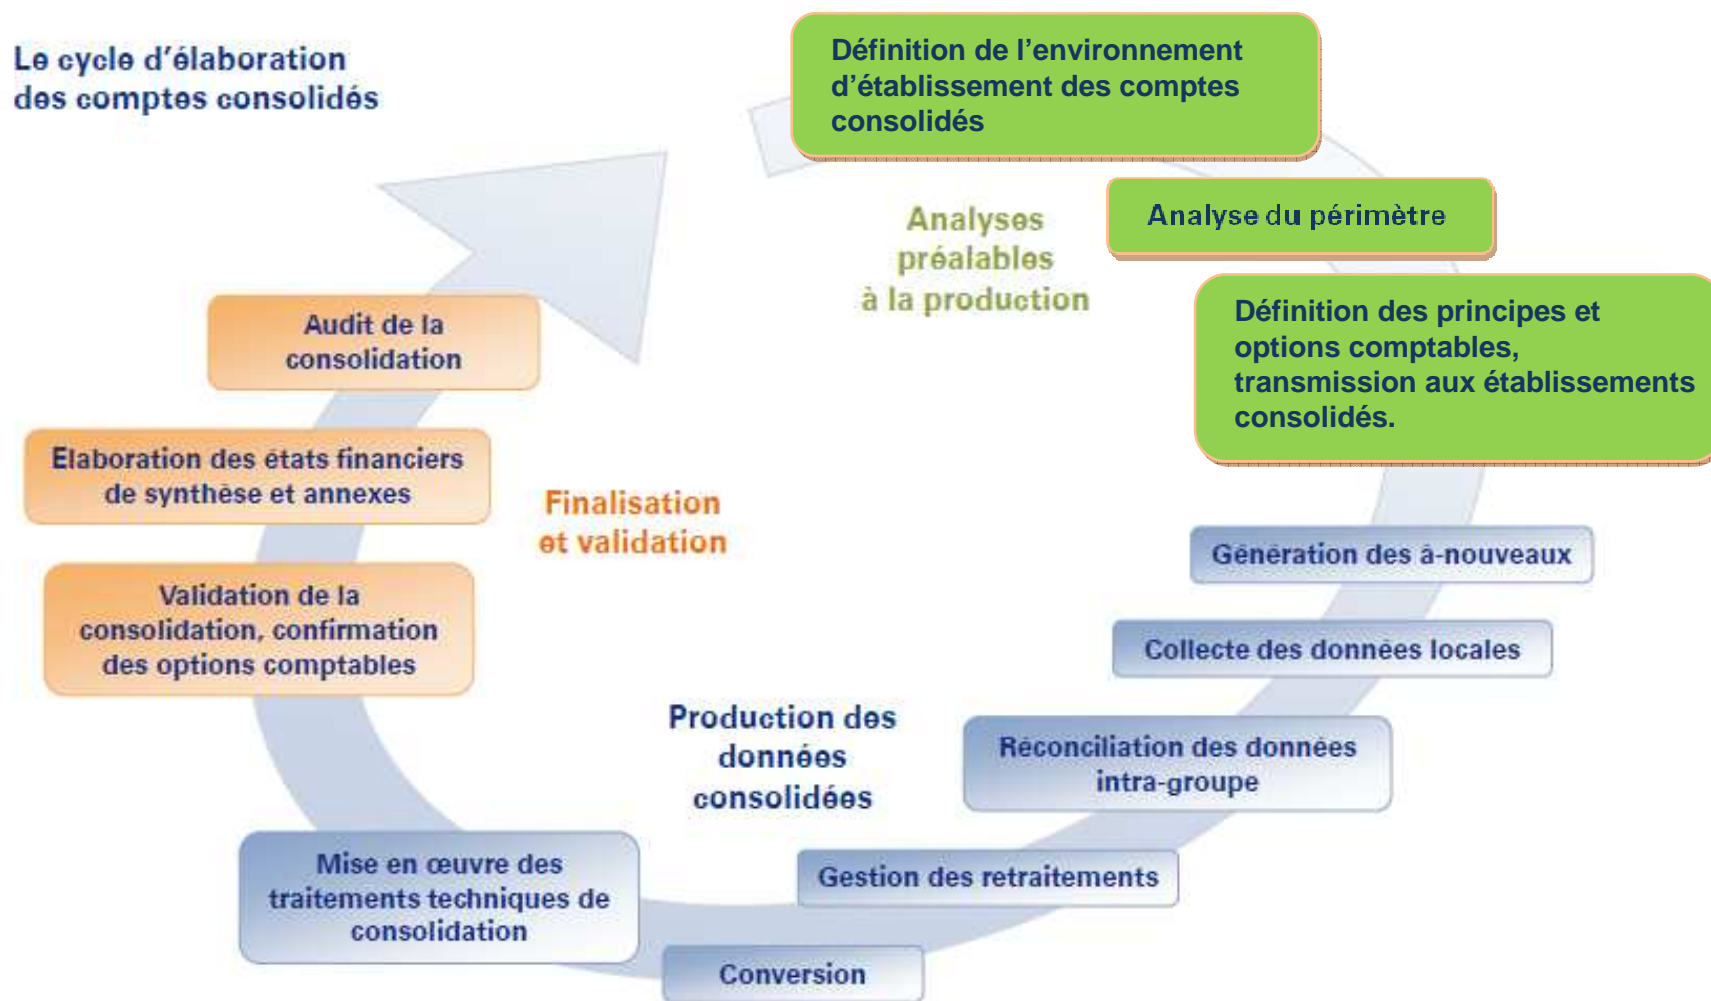 Le cycle d'élaboration
des comptes consolidés
Définition de l'environnement
d'établissement des comptes
consolidés
Analyse du périmètre
Analyses
préalables
à la production
Définition des principes et
options comptables,
transmission aux établissements
consolidés.
Génération des à-nouveaux
Collecte des données locales
Réconciliation des données
intra-groupe
Production des
données
consolidées
Gestion des retraitements
Conversion
Mise en œuvre des
traitements techniques de
consolidation
Validation de la
consolidation, confirmation
des options comptables
Finalisation
et validation
Elaboration des états financiers
de synthèse et annexes
Audit de la
consolidation